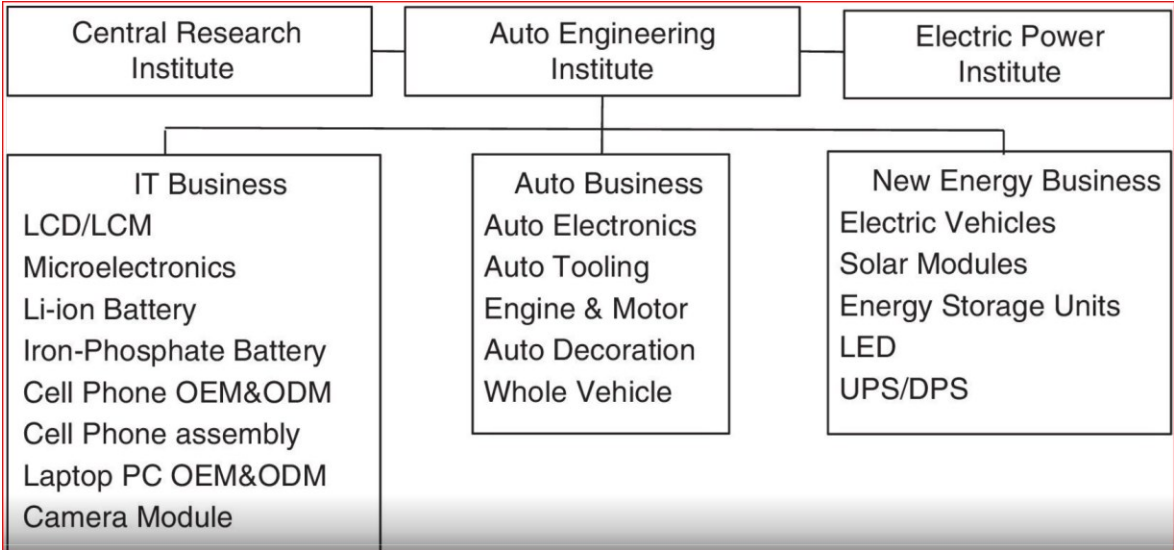 Central Research
Institute
Auto Engineering
Institute
Electric Power
Institute
IT Business
LCD/LCM
Microelectronics
Li-ion Battery
Iron-Phosphate Battery
Cell Phone OEM&ODM
Cell Phone assembly
Laptop PC OEM&ODM
Camera Module
Auto Business
Auto Electronics
Auto Tooling
Engine & Motor
Auto Decoration
Whole Vehicle
New Energy Business
Electric Vehicles
Solar Modules
Energy Storage Units
LED
UPS/DPS